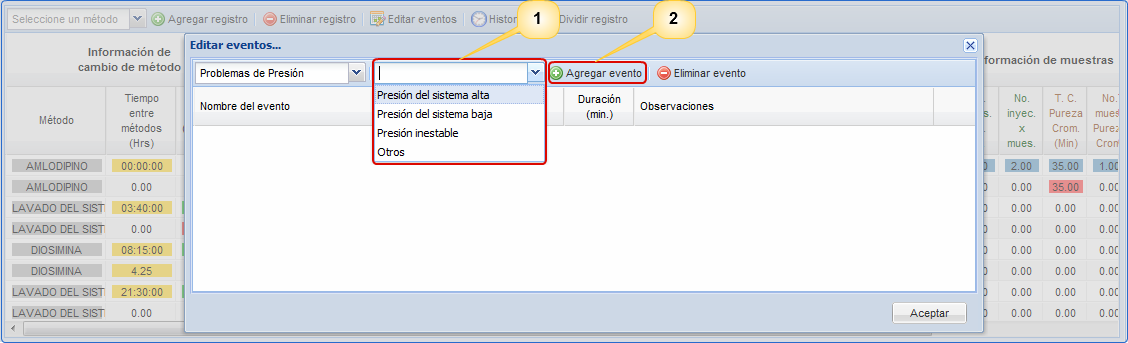 1
2
Seleccione un método
Agregar registro
Eliminar registro
Editar eventos
Histor
Dividir registro
Editar eventos...
Problemas de Presión
Agregar evento
Eliminar evento
Presión del sistema alta
Presión del sistema baja
Presión inestable
Otros
Nombre del evento
Duración
(min.)
Observaciones
Aceptar
Información de
cambio de método
formación de muestras
Método
Tiempo
entre
métodos
(Hrs)
No.
inyec.
x
mues.
T. C.
Pureza
Crom.
(Min)
No.
mues
Pureza
Crom.
AMLODIPINO 00:00:00 2.00 35.00 1.00
AMLODIPINO 0.00 0.00 35.00 0.00
LAVADO DEL SIST 03:40:00 0.00 0.00 0.00
LAVADO DEL SIST 0.00 0.00 0.00 0.00
DIOSIMINA 08:15:00 0.00 0.00 0.00
DIOSIMINA 4.25 0.00 0.00 0.00
LAVADO DEL SIST 21:30:00 0.00 0.00 0.00
LAVADO DEL SIST 0.00 0.00 0.00 0.00